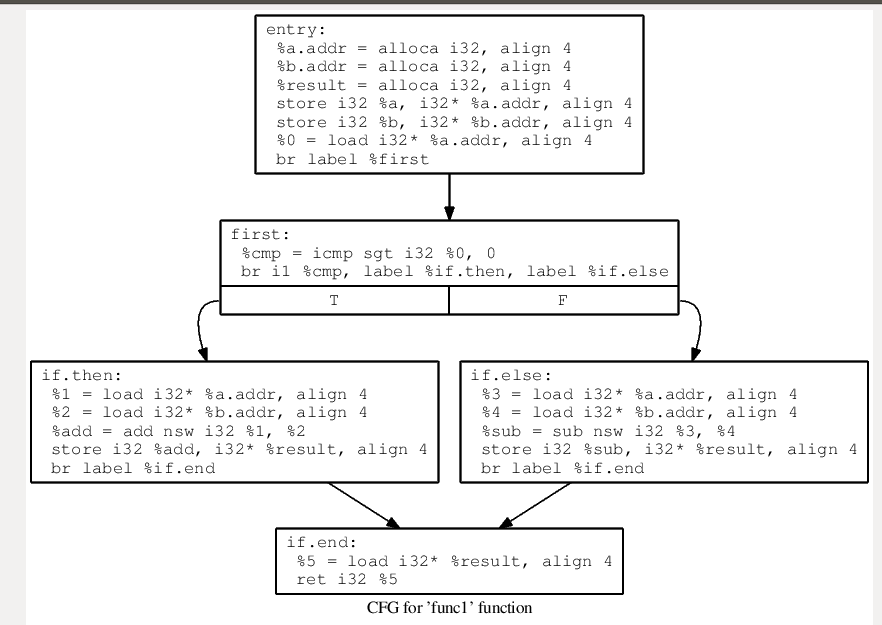 entry:
%a.addr = alloca i32, align 4
%b.addr = alloca i32, align 4
%result = alloca i32, align 4
store i32 %a, i32* %a.addr, align 4
store i32 %b, i32* %b.addr, align 4
%0 = load i32* %a.addr, align 4
br label %first
first:
%cmp = icmp sgt i32 %0, 0
br i1 %cmp, label %if.then, label %if.else
T
F
if.then:
%1 = load i32* %a.addr, align 4
%2 = load i32* %b.addr, align 4
%add = add nsw i32 %1, %2
store i32 %add, i32* %result, align 4
br label %if.end
if.else:
%3 = load i32* %a.addr, align 4
%4 = load i32* %b.addr, align 4
%sub = sub nsw i32 %3, %4
store i32 %sub, i32* %result, align 4
br label %if.end
if.end:
%5 = load i32* %result, align 4
ret i32 %5
CFG for 'func1' function